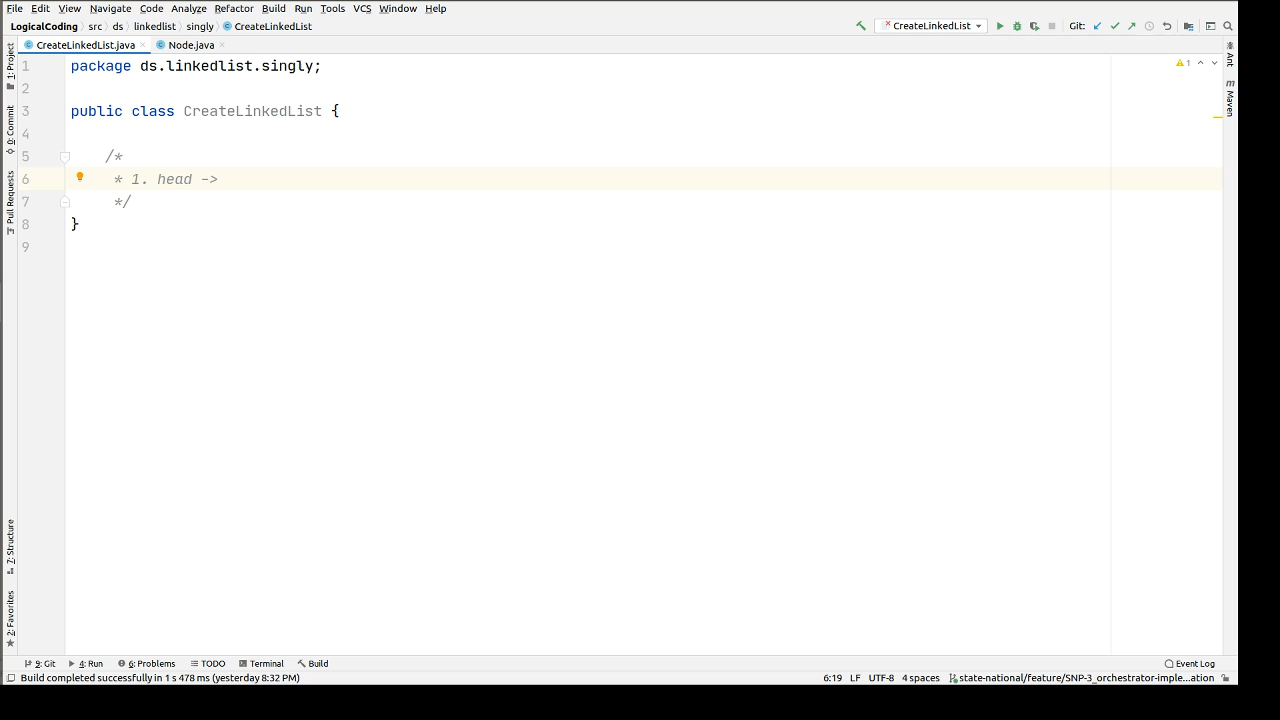 File Edit View Navigate Code Analyze Refactor Build Run Tools VCS Window Help
LogicalCoding › src › ds › linkedlist › singly › CreateLinkedList CreateLinkedList Git:
CreateLinkedList.java Node.java
1 package ds.linkedlist.singly; 1
2
3 public class CreateLinkedList {
4
5 /*
6 * 1. head ->
7 */
8 }
9
1: Project
0: Commit
Pull Requests
7: Structure
2: Favorites
Ant
Maven
9: Git 4: Run 6: Problems TODO Terminal Build Event Log
Build completed successfully in 1 s 478 ms (yesterday 8:32 PM) 6:19 LF UTF-8 4 spaces state-national/feature/SNP-3_orchestrator-imple...ation